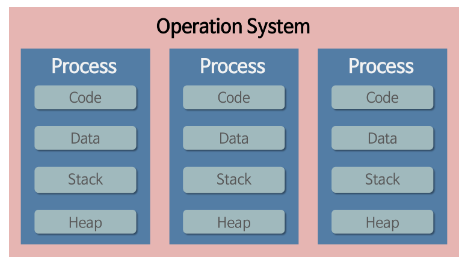 Operation System
Process Process Process
Code Code Code
Data Data Data
Stack Stack Stack
Heap Heap Heap